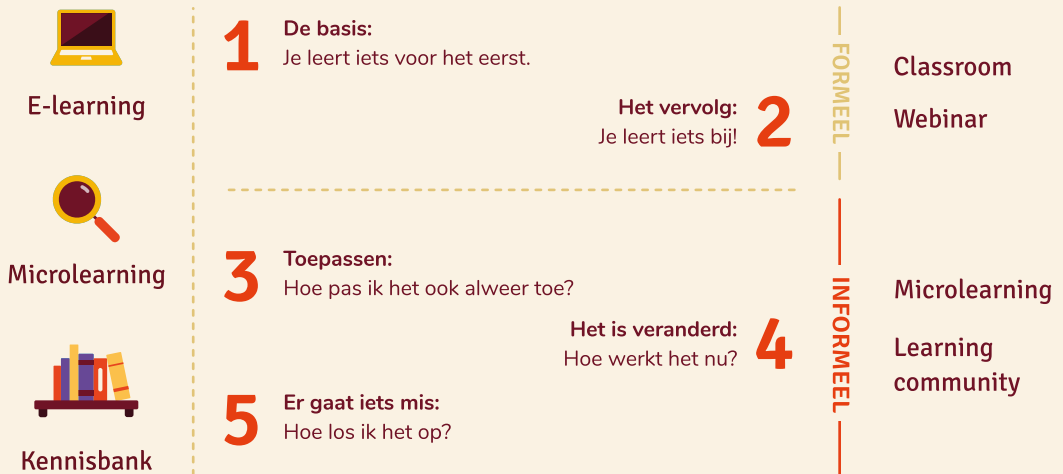 E-learning
Microlearning
Kennisbank
1
De basis:
Je leert iets voor het eerst.
Het vervolg:
Je leert iets bij!
2
3
Toepassen:
Hoe pas ik het ook alweer toe?
Het is veranderd:
Hoe werkt het nu?
4
5
Er gaat iets mis:
Hoe los ik het op?
FORMEEL
INFORMEEL
Classroom
Webinar
Microlearning
Learning
community